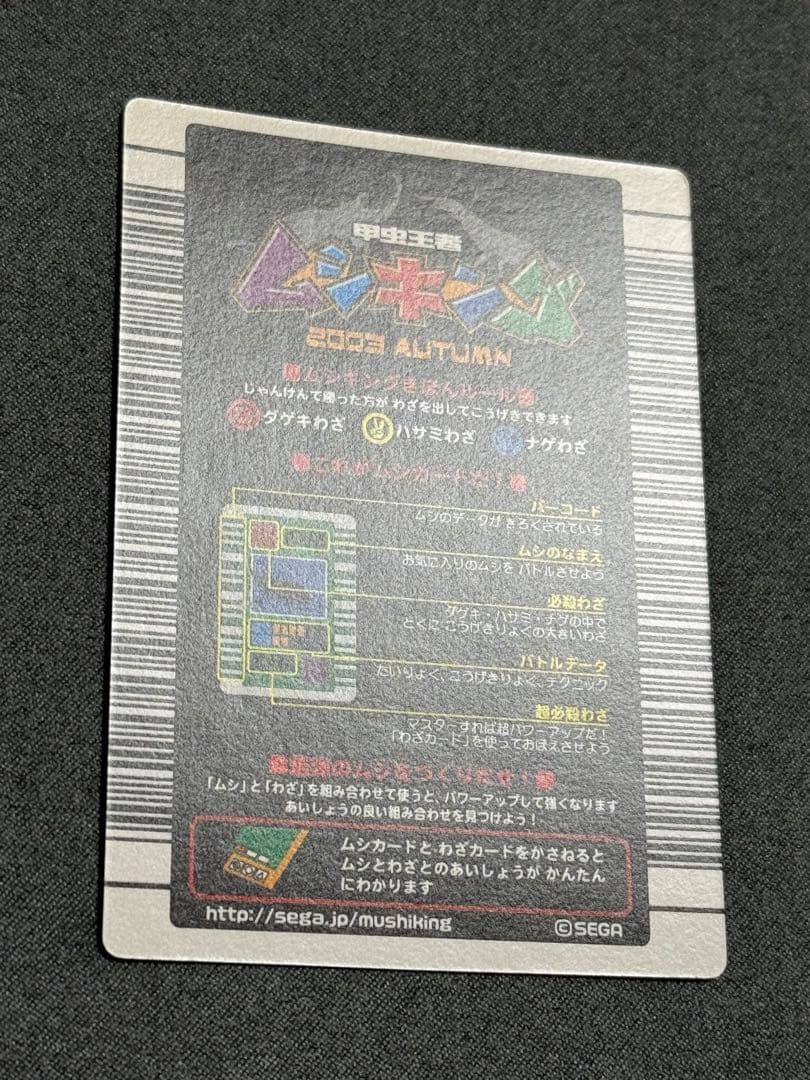 甲虫王者
ムシキング
2003 AUTUMN
ムシキングきほんルール
じゃんけんで勝った方が わざを出してこうげきできます
ダゲキわざ
ハサミわざ
ナゲわざ
これがムシカードだ!
バーコード
ムシのデータが きろくされている
ムシのなまえ
お気に入りのムシを バトルさせよう
必殺わざ
ダゲキ・ハサミ・ナゲの中で
とくに こうげきりょくの大きいわざ
バトルデータ
たいりょく、こうげきりょく、テクニック
超必殺わざ
マスターすれば超パワーアップだ!
「わざカード」を使っておぼえさせよう
最強のムシをつくりだせ!
「ムシ」と「わざ」を組み合わせて使うと、パワーアップして強くなります
あいしょうの良い組み合わせを見つけよう!
ムシカードと わざカードをかさねると
ムシとわざとのあいしょうが かんたん
にわかります
http://sega.jp/mushiking
©SEGA